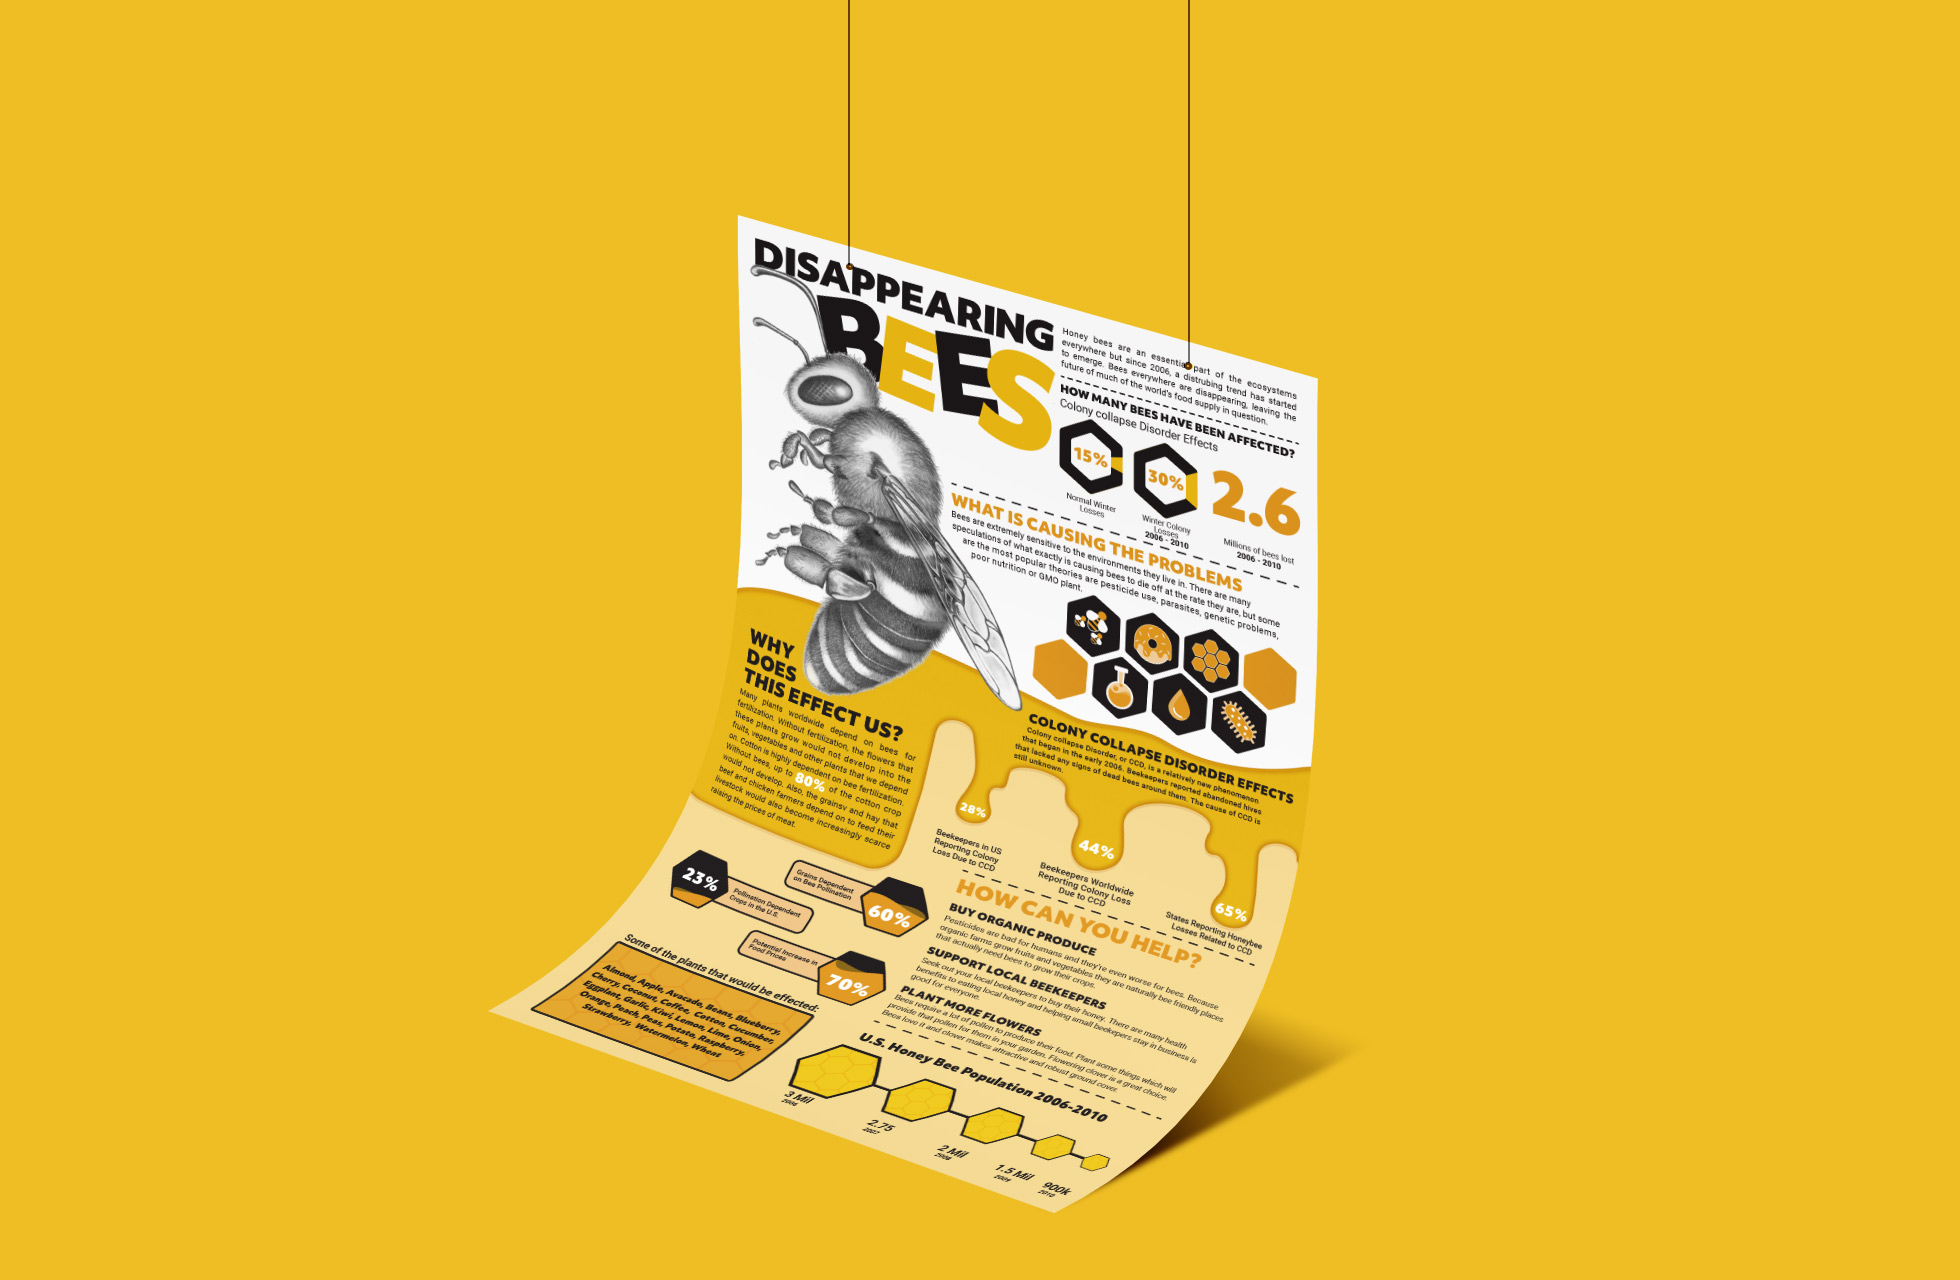 DISAPPEARING
BEES
Honey bees are an essential part of the ecosystems
everywhere but since 2006, a distrubing trend has started
to emerge. Bees everywhere are disappearing, leaving the
future of much of the world's food supply in question.
HOW MANY BEES HAVE BEEN AFFECTED?
Colony collapse Disorder Effects
15%
Normal Winter
Losses
30%
Winter Colony
Losses
2006 - 2010
2.6
Millions of bees lost
2006 - 2010
WHAT IS CAUSING THE PROBLEMS
Bees are extremely sensitive to the environments they live in. There are many
speculations of what exactly is causing bees to die off at the rate they are, but some
are the most popular theories are pesticide use, parasites, genetic problems,
poor nutrition or GMO plant.
WHY
DOES
THIS EFFECT US?
Many plants worldwide depend on bees for
fertilization. Without fertilization, the flowers that
these plants grow would not develop into the
fruits, vegetables and other plants that we depend
on. Cotton is highly dependent on bee fertilization.
Without bees, up to 80% of the cotton crop
would not develop. Also, the grainsv and hay that
beef and chicken farmers depend on to feed their
livestock would also become increasingly scarce
raising the prices of meat.
COLONY COLLAPSE DISORDER EFFECTS
Colony collapse Disorder, or CCD, is a relatively new phenomenon
that began in the early 2006. Beekeepers reported abandoned hives
that lacked any signs of dead bees around them. The cause of CCD is
still unknown.
28%
Beekeepers in US
Reporting Colony
Loss Due to CCD
44%
Beekeepers Worldwide
Reporting Colony Loss
Due to CCD
65%
States Reporting Honeybee
Losses Related to CCD
23%
Pollination Dependent
Crops in the U.S.
Grains Dependent
on Bee Pollination
60%
Potential Increase in
Food Prices
70%
Some of the plants that would be effected:
Almond, Apple, Avacado, Beans, Blueberry,
Cherry, Coconut, Coffee, Cotton, Cucumber,
Eggplant, Garlic, Kiwi, Lemon, Lime, Onion,
Orange, Peach, Peas, Potato, Raspberry,
Strawberry, Watermelon, Wheat
HOW CAN YOU HELP?
BUY ORGANIC PRODUCE
Pesticides are bad for humans and they're even worse for bees. Because
organic farms grow fruits and vegetables they are naturally bee friendly places
that actually need bees to grow their crops.
SUPPORT LOCAL BEEKEEPERS
Seek out your local beekeepers to buy their honey. There are many health
benefits to eating local honey and helping small beekeepers stay in business is
good for everyone.
PLANT MORE FLOWERS
Bees require a lot of pollen to produce their food. Plant some things which will
provide that pollen for them in your garden. Flowering clover is a great choice.
Bees love it and clover makes attractive and robust ground cover.
U.S. Honey Bee Population 2006-2010
3 Mil
2006
2.75
2007
2 Mil
2008
1.5 Mil
2009
900k
2010